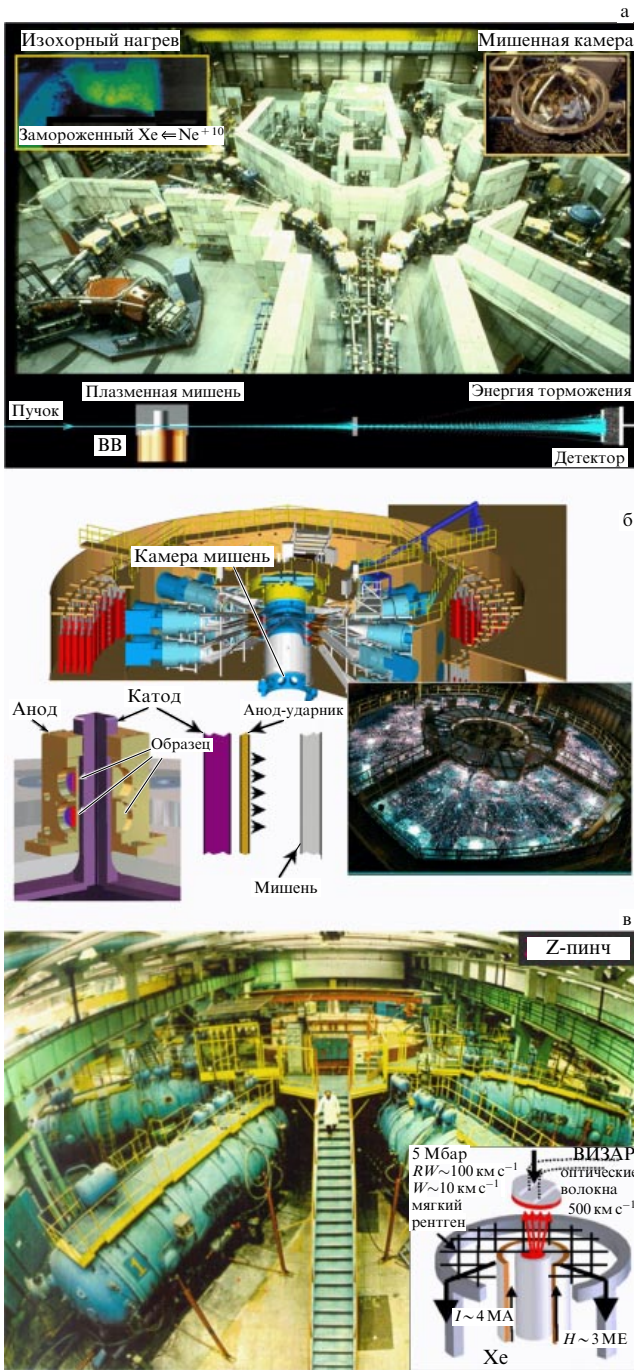 а
Изохорный нагрев
Мишенная камера
Замороженный Xe ⇐ Ne⁺¹⁰
Плазменная мишень
Энергия торможения
Пучок
ВВ
Детектор
б
Камера мишень
Катод
Анод
Анод-ударник
Образец
Мишень
в
Z-пинч
5 Мбар
RW~100 км с⁻¹
W~10 км с⁻¹
мягкий
рентген
ВИЗАР
оптические
волокна
500 км с⁻¹
I ~ 4 МА
H ~ 3 МЕ
Xe
1